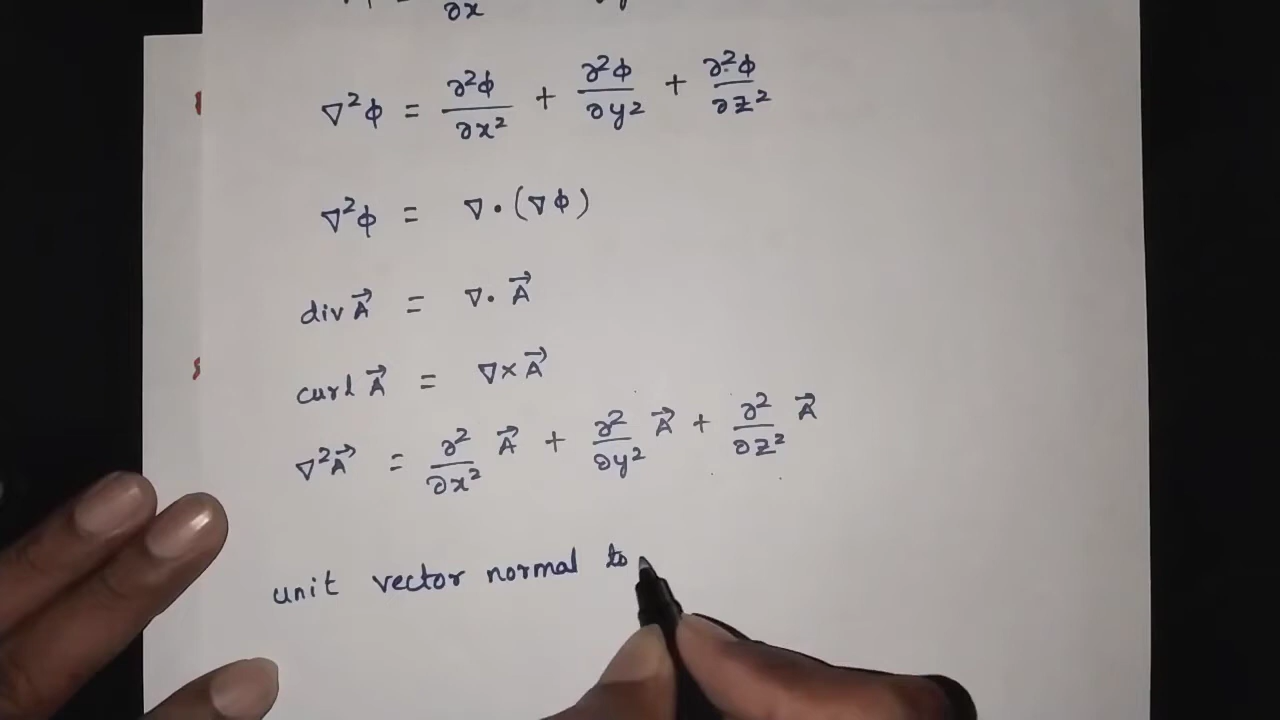 ∂x
∇²ϕ = ∂²ϕ/∂x² + ∂²ϕ/∂y² + ∂²ϕ/∂z²
∇²ϕ = ∇·(∇ϕ)
div A⃗ = ∇·A⃗
curl A⃗ = ∇×A⃗
∇²A⃗ = ∂²/∂x² A⃗ + ∂²/∂y² A⃗ + ∂²/∂z² A⃗
unit vector normal to